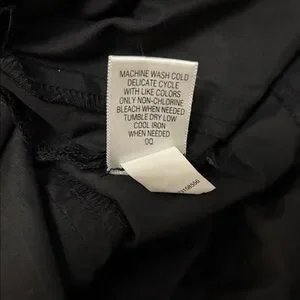 MACHINE WASH COLD
DELICATE CYCLE
WITH LIKE COLORS
ONLY NON-CHLORINE
BLEACH WHEN NEEDED
TUMBLE DRY LOW
COOL IRON
WHEN NEEDED
OQ